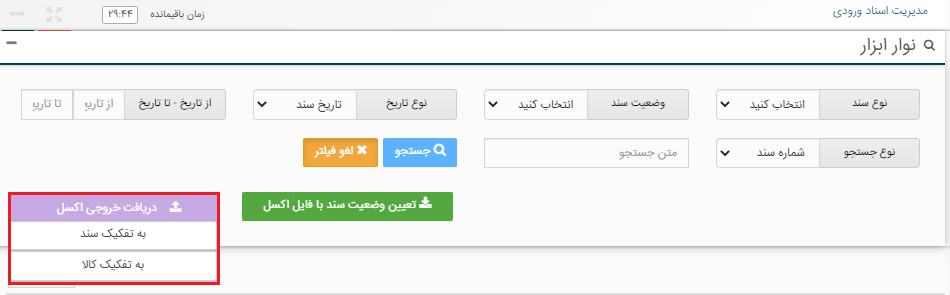 مدیریت اسناد ورودی
زمان باقیمانده ۲۹:۴۴
نوار ابزار
نوع سند انتخاب کنید وضعیت سند انتخاب کنید نوع تاریخ تاریخ سند از تاریخ - تا تاریخ از تاریخ تا تاریخ
نوع جستجو شماره سند متن جستجو جستجو لغو فیلتر
تعیین وضعیت سند با فایل اکسل دریافت خروجی اکسل
به تفکیک سند
به تفکیک کالا